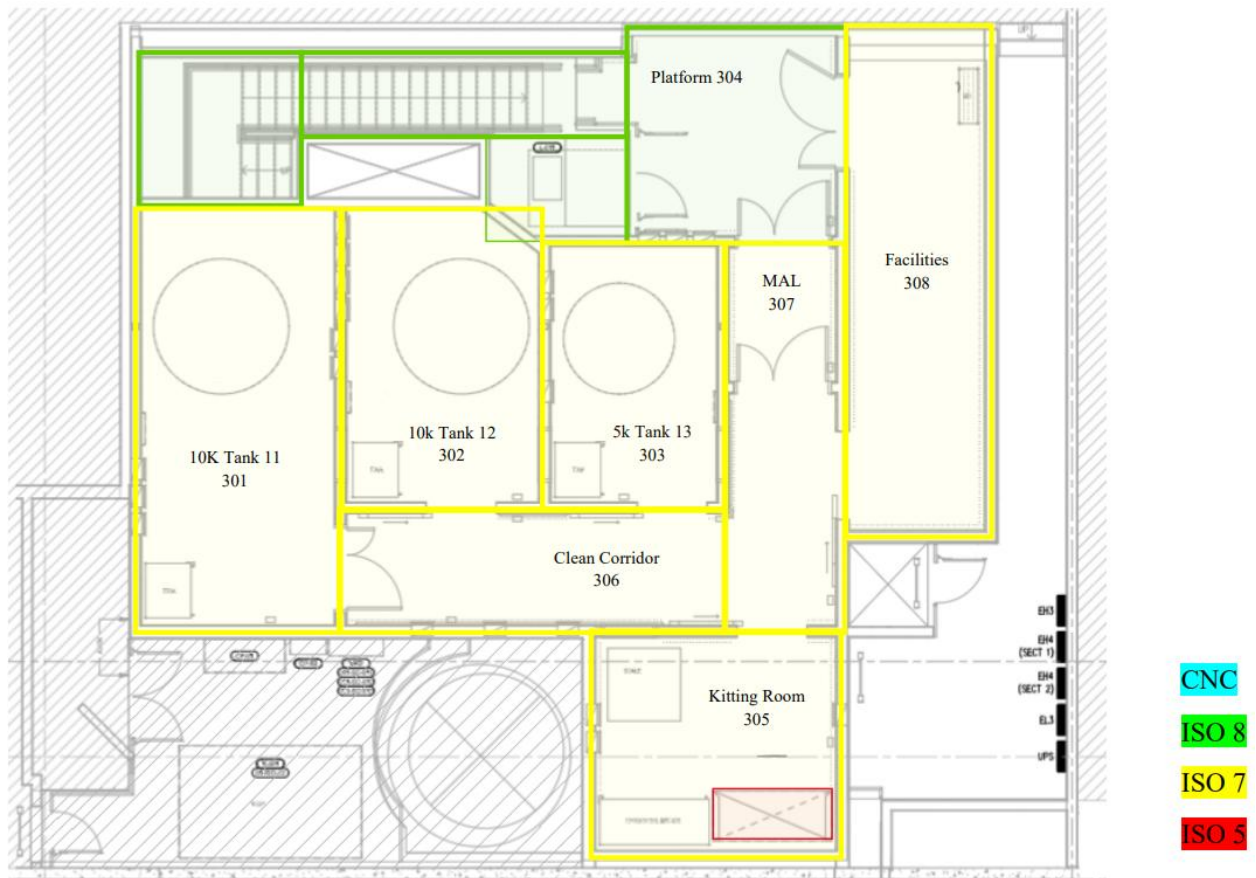 Platform 304
Facilities
308
MAL
307
10k Tank 12
302
5k Tank 13
303
10K Tank 11
301
Clean Corridor
306
Kitting Room
305
EH3
EH4
(SECT 1)
EH4
(SECT 2)
EL3
UPS
CNC
ISO 8
ISO 7
ISO 5